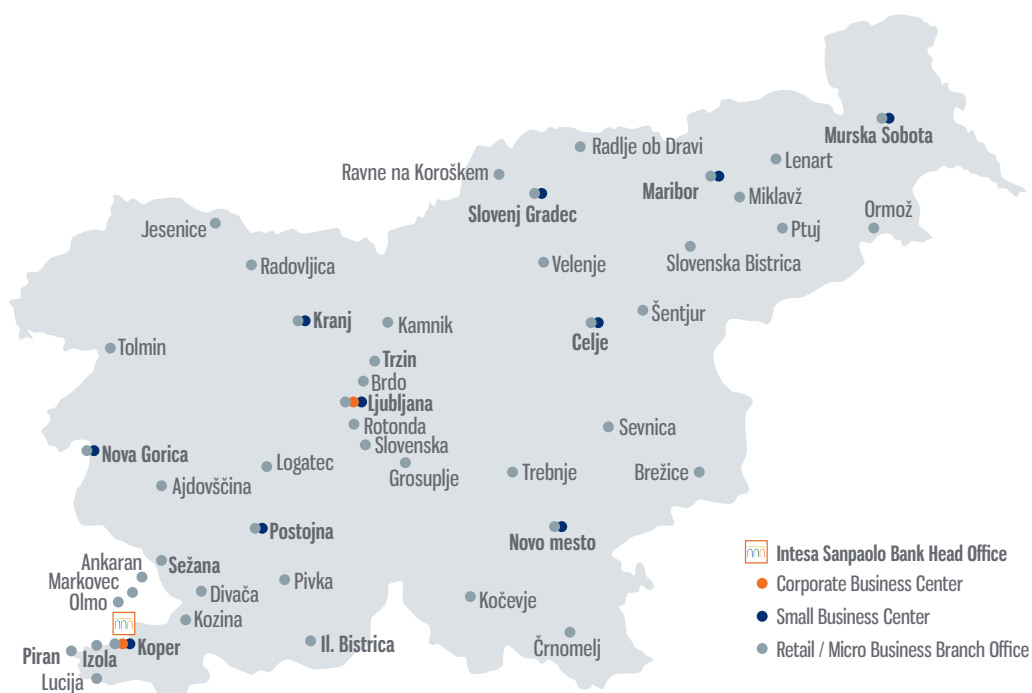 Murska Sobota
Radlje ob Dravi
Lenart
Ravne na Koroškem
Maribor
Miklavž
Slovenj Gradec
Ormož
Jesenice
Ptuj
Radovljica
Velenje
Slovenska Bistrica
Šentjur
Kranj
Kamnik
Celje
Tolmin
Trzin
Brdo
Ljubljana
Rotonda
Sevnica
Slovenska
Nova Gorica
Logatec
Grosuplje
Trebnje
Brežice
Ajdovščina
Postojna
Novo mesto
Intesa Sanpaolo Bank Head Office
Ankaran
Sežana
Markovec
Pivka
Corporate Business Center
Olmo
Divača
Kočevje
Kozina
Small Business Center
Koper
Il. Bistrica
Črnomelj
Piran
Izola
Retail / Micro Business Branch Office
Lucija